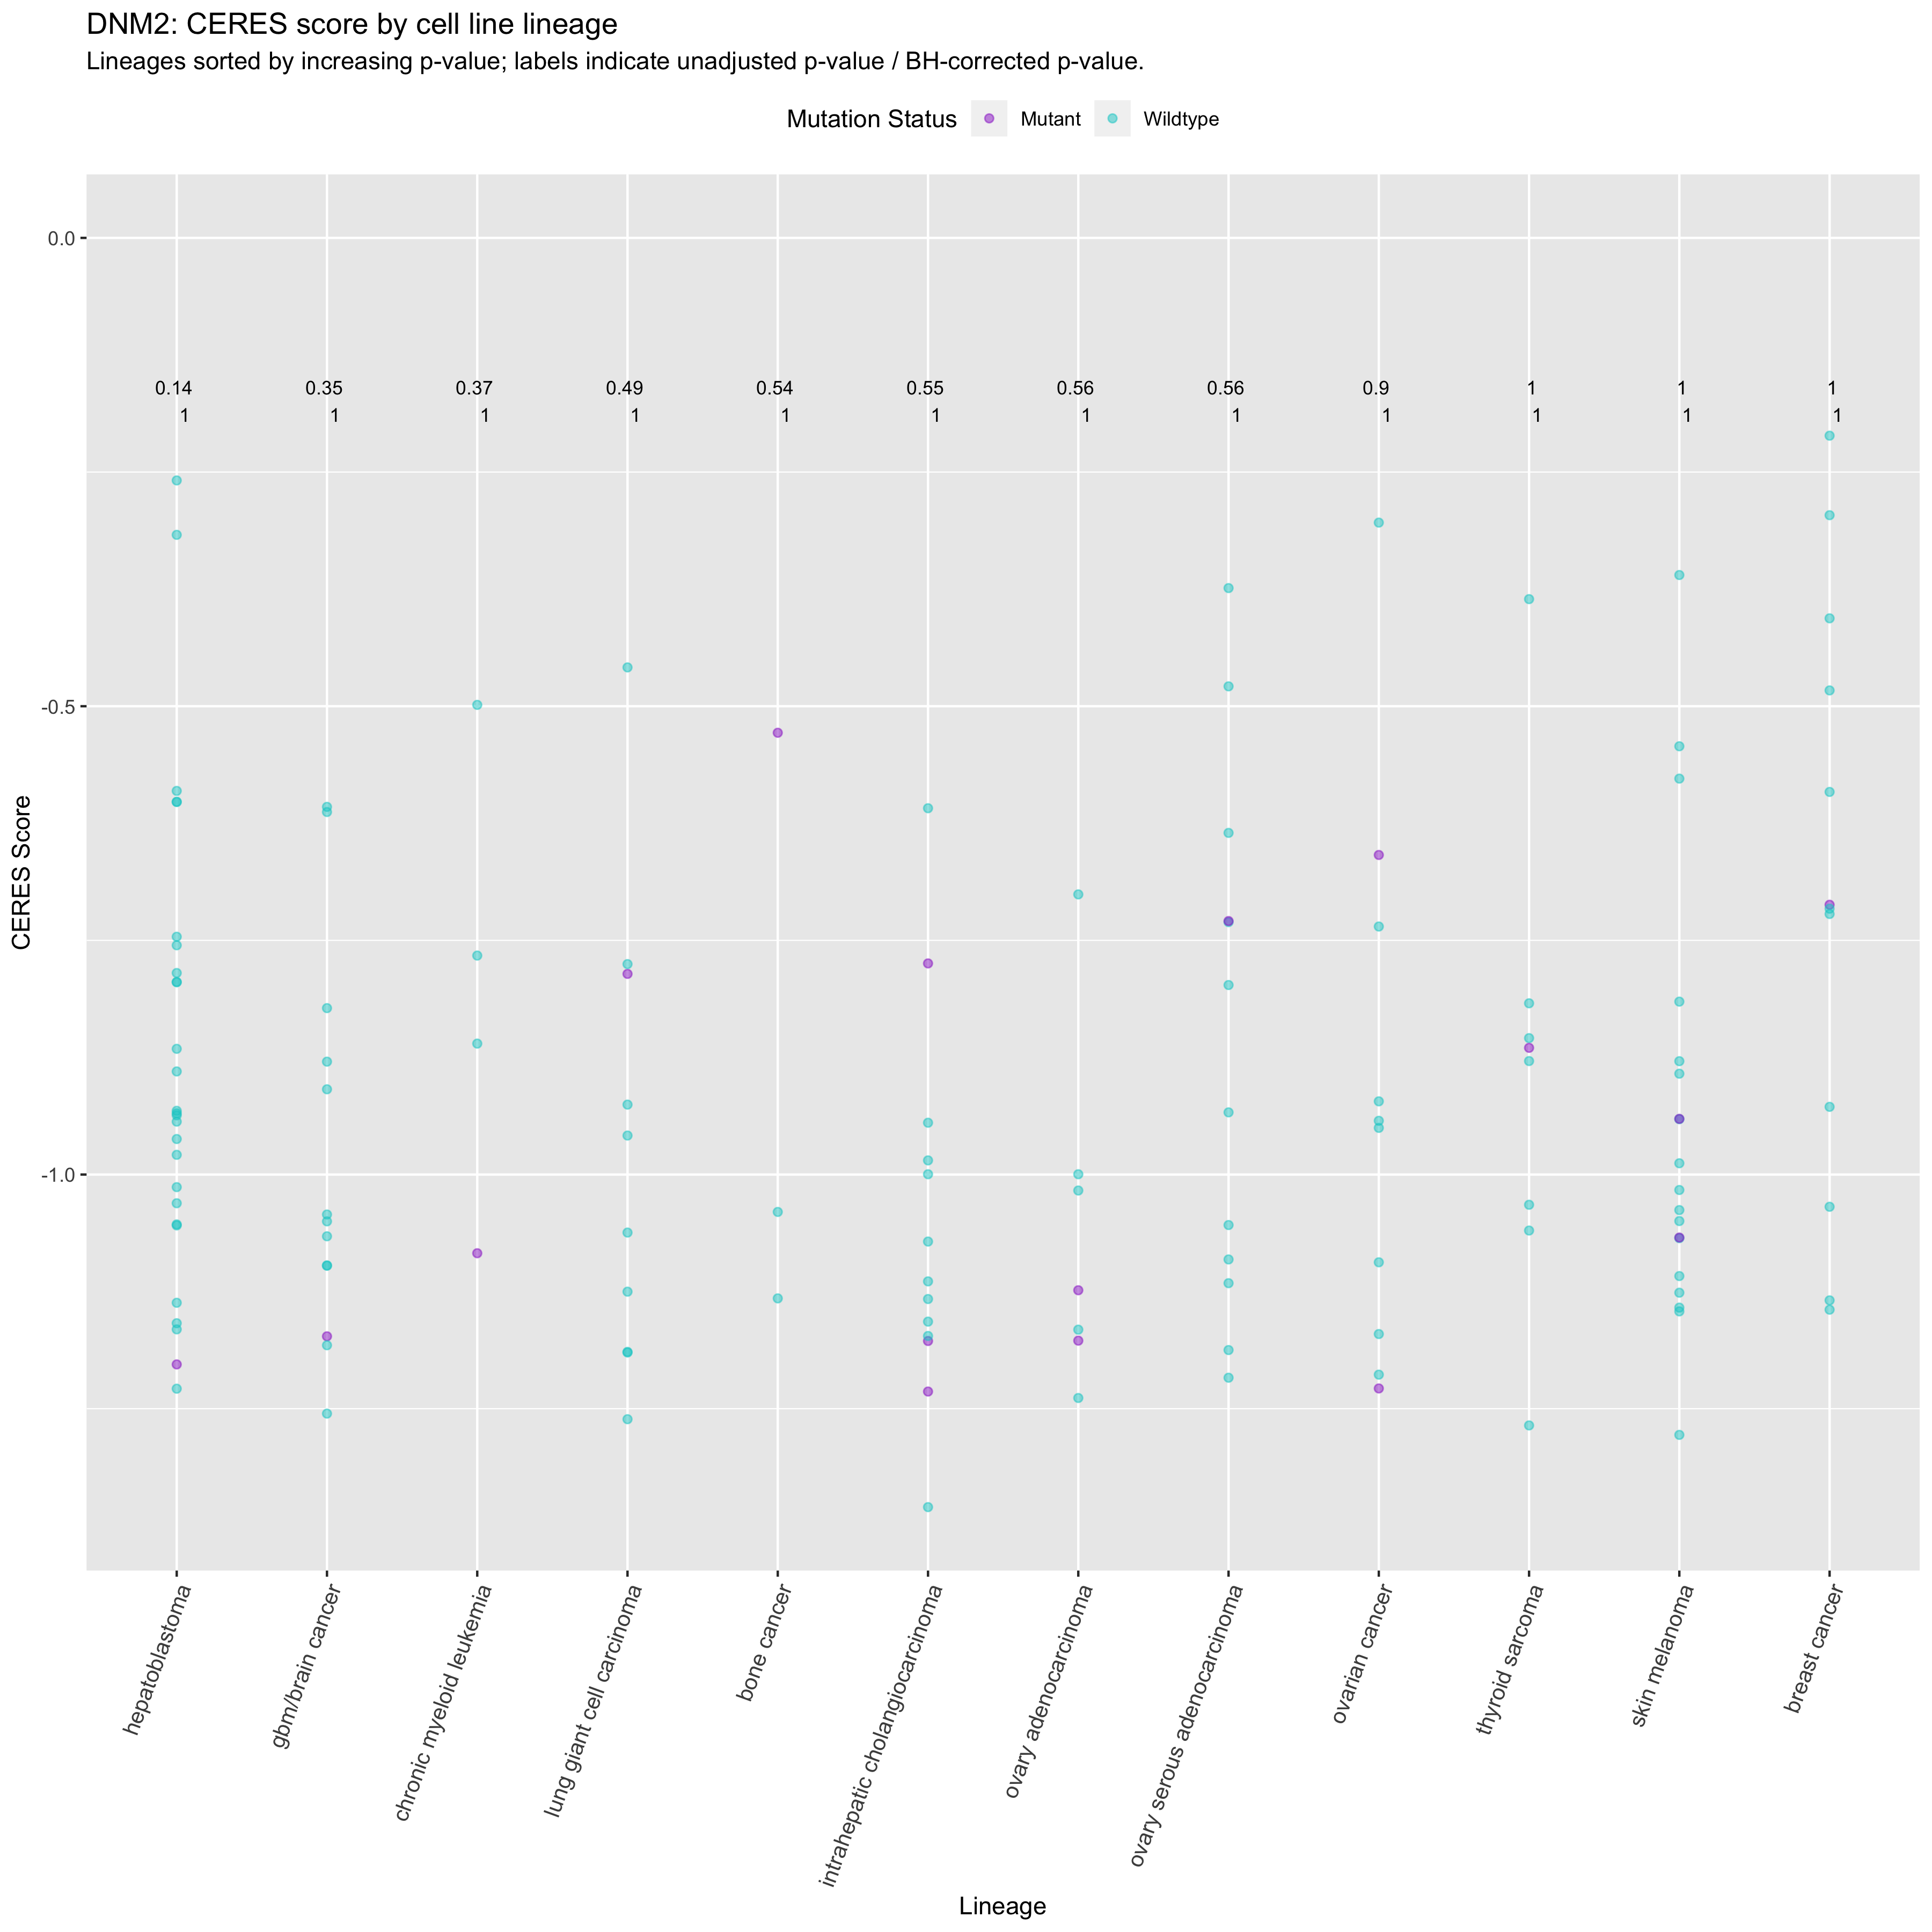 DNM2: CERES score by cell line lineage
Lineages sorted by increasing p-value; labels indicate unadjusted p-value / BH-corrected p-value.
Mutation Status Mutant Wildtype
0.0
0.14 0.35 0.37 0.49 0.54 0.55 0.56 0.56 0.9 1 1 1
1 1 1 1 1 1 1 1 1 1 1 1
-0.5
CERES Score
-1.0
hepatoblastoma
gbm/brain cancer
chronic myeloid leukemia
lung giant cell carcinoma
bone cancer
intrahepatic cholangiocarcinoma
ovary adenocarcinoma
ovary serous adenocarcinoma
ovarian cancer
thyroid sarcoma
skin melanoma
breast cancer
Lineage